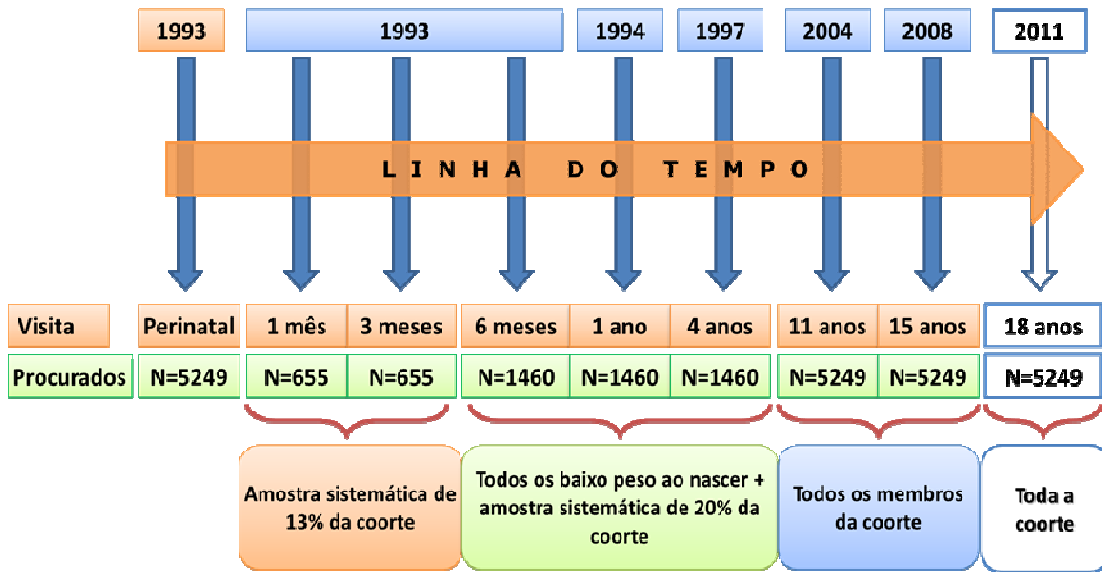 1993 1993 1994 1997 2004 2008 2011
LINHA DO TEMPO
Visita Perinatal 1 mês 3 meses 6 meses 1 ano 4 anos 11 anos 15 anos 18 anos
Procurados N=5249 N=655 N=655 N=1460 N=1460 N=1460 N=5249 N=5249 N=5249
Amostra sistemática de
13% da coorte
Todos os baixo peso ao nascer +
amostra sistemática de 20% da
coorte
Todos os membros
da coorte
Toda a
coorte